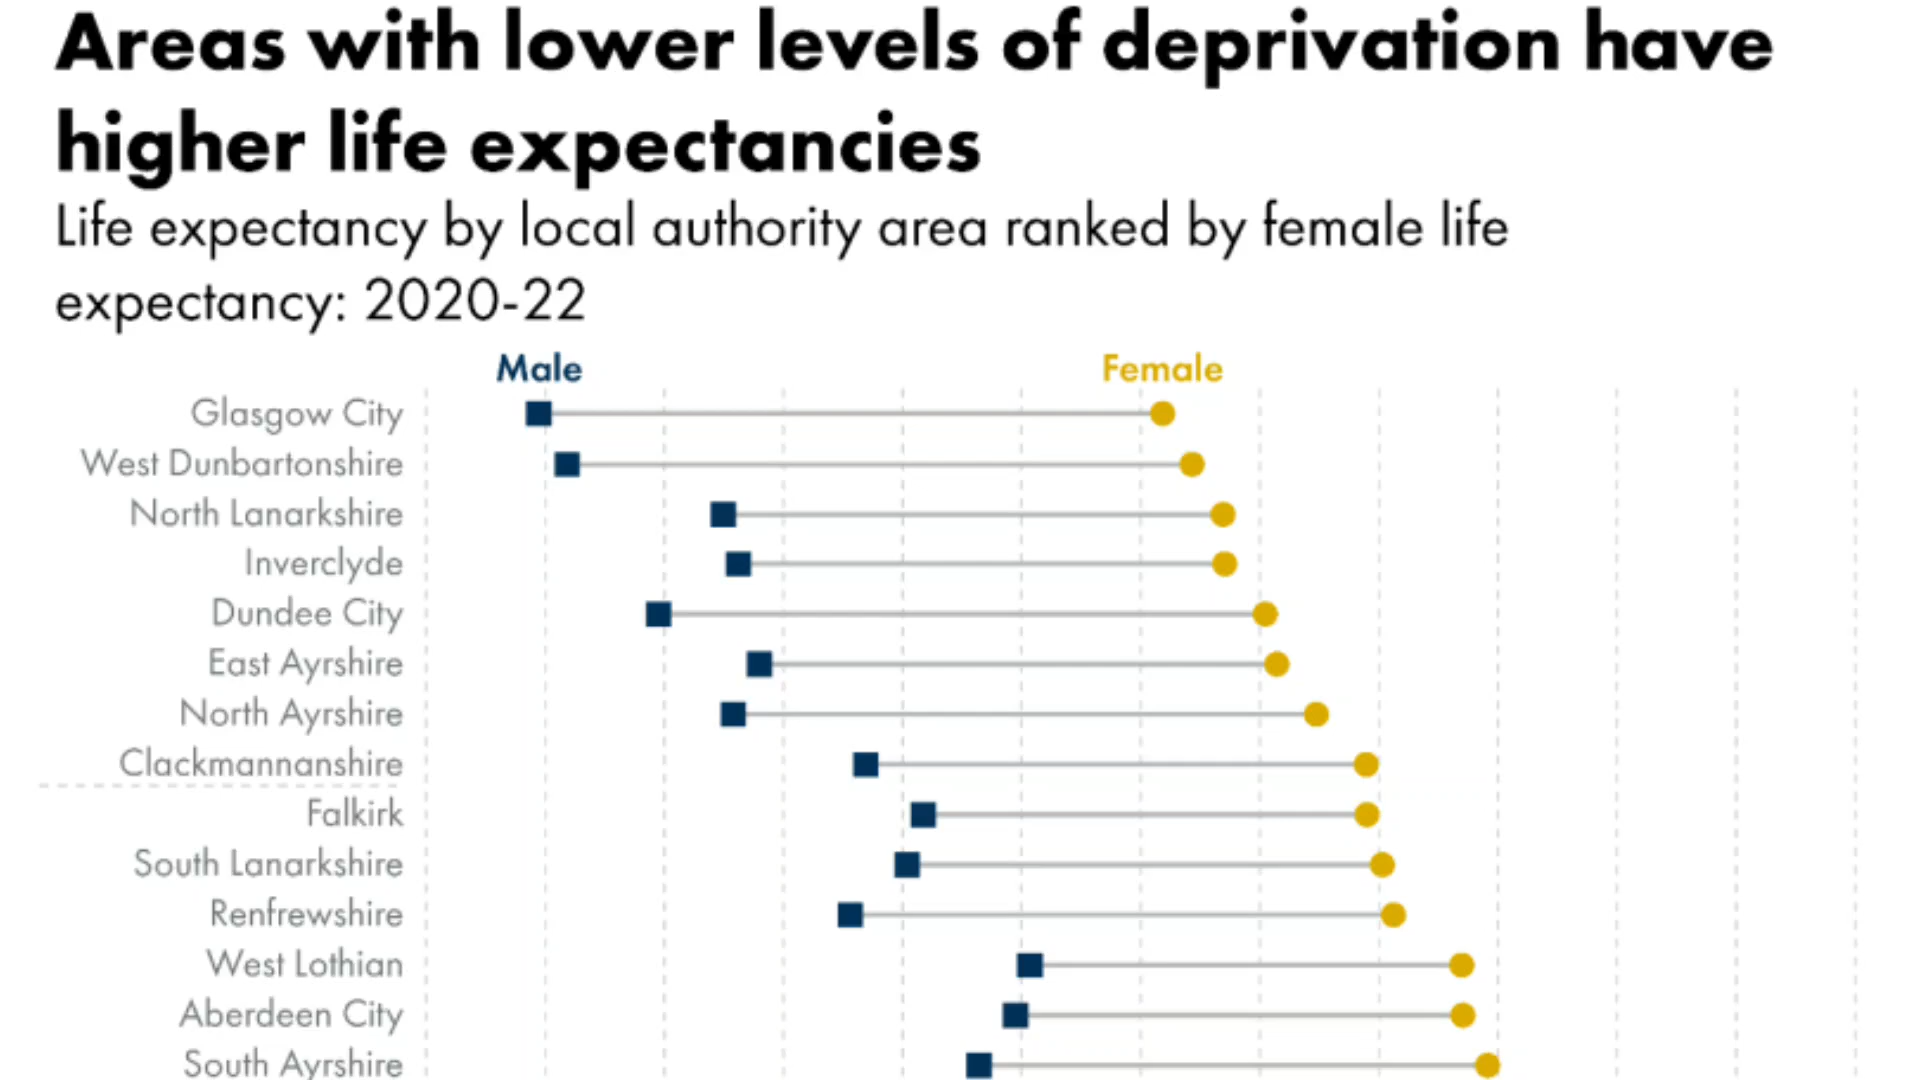 Areas with lower levels of deprivation have
higher life expectancies
Life expectancy by local authority area ranked by female life
expectancy: 2020-22
Male Female
Glasgow City
West Dunbartonshire
North Lanarkshire
Inverclyde
Dundee City
East Ayrshire
North Ayrshire
Clackmannanshire
Falkirk
South Lanarkshire
Renfrewshire
West Lothian
Aberdeen City
South Ayrshire